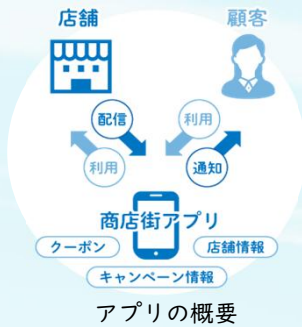 店舗
顧客
配信
利用
利用
通知
商店街アプリ
クーポン
店舗情報
キャンペーン情報
アプリの概要